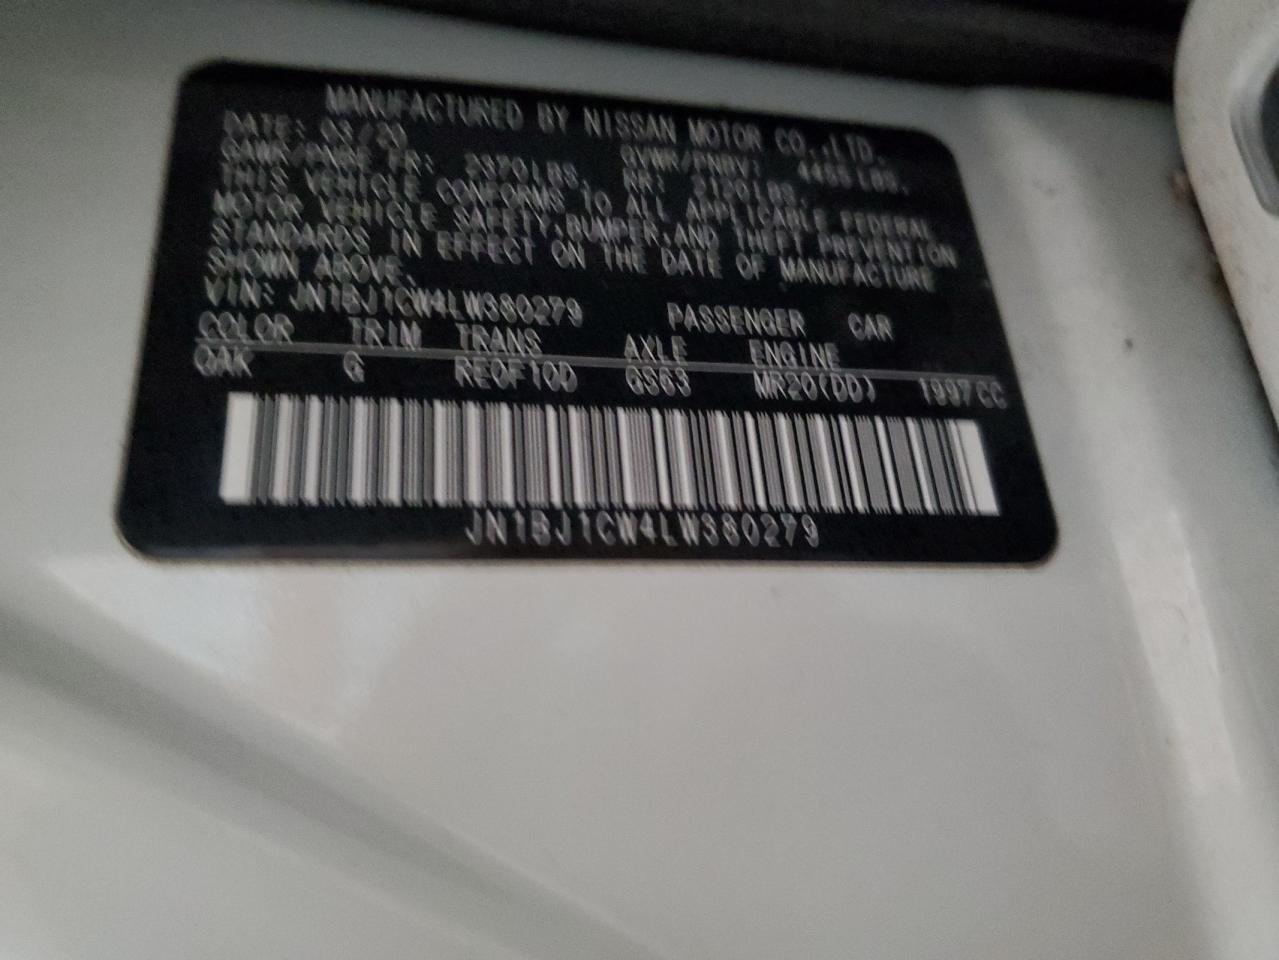 MANUFACTURED BY NISSAN MOTOR CO.,LTD.
DATE: 03/20 GVWR/PNBV: LBS.
GAWR/PNBE FR: 2370LBS. RR: 2120LBS.
THIS VEHICLE CONFORMS TO ALL APPLICABLE FEDERAL
MOTOR VEHICLE SAFETY,BUMPER,AND THEFT PREVENTION
STANDARDS IN EFFECT ON THE DATE OF MANUFACTURE
SHOWN ABOVE.
VIN: JN1BJ1CW4LW380279 PASSENGER CAR
COLOR TRIM TRANS AXLE ENGINE
QAK G RE0F10D GSG3 MR20(DD) 1997CC
JN1BJ1CW4LW380279